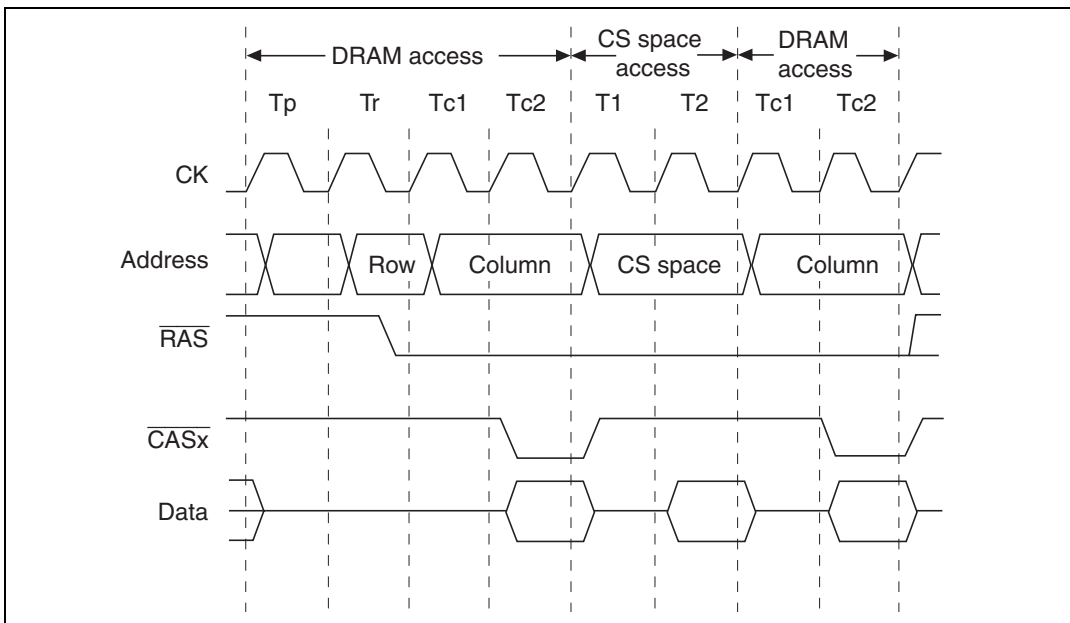 DRAM access
CS space
access
DRAM
access
Tp Tr Tc1 Tc2 T1 T2 Tc1 Tc2
CK
Address
Row Column CS space Column
RAS
CASx
Data